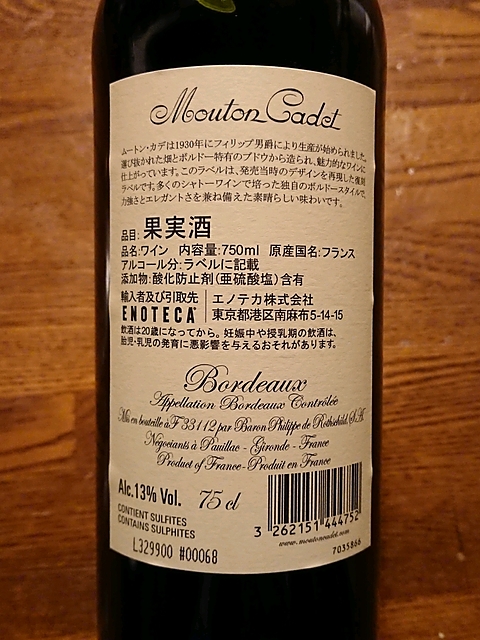 Mouton Cadet
ムートン・カデは1930年にフィリップ男爵により生産が始められました。
選び抜かれた畑とボルドー特有のブドウから造られ、魅力的なワインに
仕上がっています。このラベルは、発売当時のデザインを再現した復刻
ラベルです。多くのシャトーワインで培った独自のボルドースタイルで、
力強さとエレガントさを兼ね備えた素晴らしい味わいです。
品目: 果実酒
品名:ワイン 内容量:750ml 原産国名:フランス
アルコール分:ラベルに記載
添加物:酸化防止剤(亜硫酸塩)含有
輸入者及び引取先 エノテカ株式会社
ENOTECA 東京都港区南麻布5-14-15
飲酒は20歳になってから。妊娠中や授乳期の飲酒は、
胎児・乳児の発育に悪影響を与えるおそれがあります。
Bordeaux
Appellation Bordeaux Contrôlée
Mis en bouteille à F 33112 par Baron Philippe de Rothschild, S.A.
Négociants à Pauillac - Gironde - France
Product of France - Produit en France
Alc.13% Vol. 75 cl
CONTIENT SULFITES
CONTAINS SULPHITES
3 262151 444752
www.moutoncadet.com
L329900 #00068
7035866